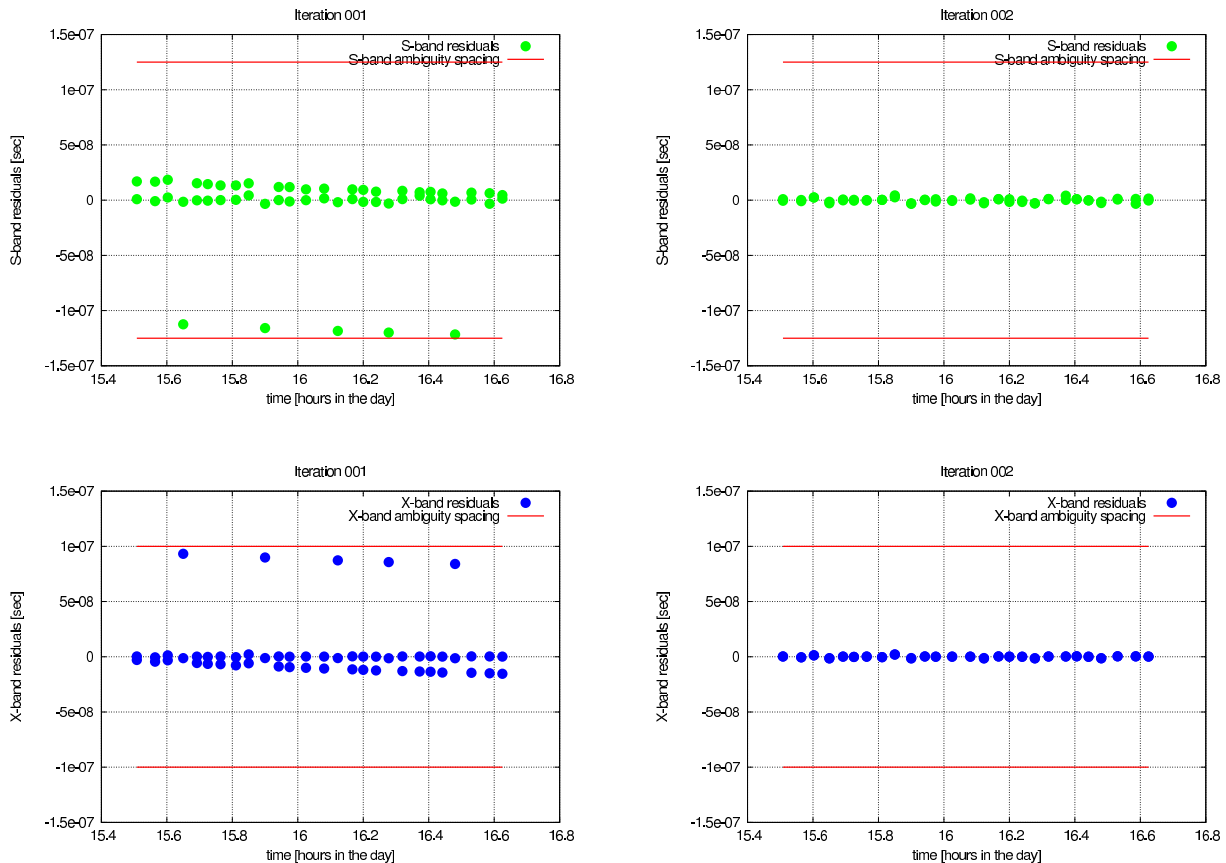 Iteration 001
1.5e-07
1e-07
5e-08
0
-5e-08
-1e-07
-1.5e-07
S-band residuals [sec]
S-band residuals
S-band ambiguity spacing
15.4 15.6 15.8 16 16.2 16.4 16.6 16.8
time [hours in the day]
Iteration 002
1.5e-07
1e-07
5e-08
0
-5e-08
-1e-07
-1.5e-07
S-band residuals [sec]
S-band residuals
S-band ambiguity spacing
15.4 15.6 15.8 16 16.2 16.4 16.6 16.8
time [hours in the day]
Iteration 001
1.5e-07
1e-07
5e-08
0
-5e-08
-1e-07
-1.5e-07
X-band residuals [sec]
X-band residuals
X-band ambiguity spacing
15.4 15.6 15.8 16 16.2 16.4 16.6 16.8
time [hours in the day]
Iteration 002
1.5e-07
1e-07
5e-08
0
-5e-08
-1e-07
-1.5e-07
X-band residuals [sec]
X-band residuals
X-band ambiguity spacing
15.4 15.6 15.8 16 16.2 16.4 16.6 16.8
time [hours in the day]